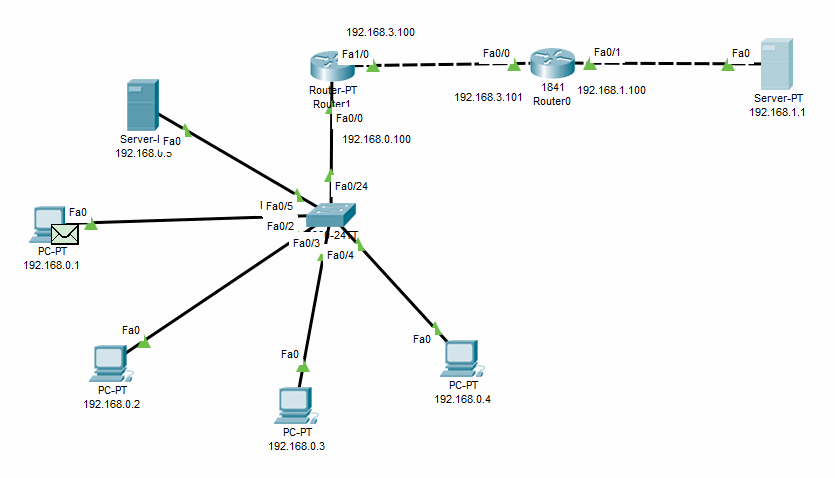 192.168.3.100
Fa1/0
Router-PT
Router1
Fa0/0
192.168.3.101
1841
Router0
Fa0/1
192.168.1.100
Fa0
Server-PT
192.168.1.1
Fa0/0
192.168.0.100
Fa0/24
Fa0
192.168.0.5
Fa0/5
Fa0/2
Fa0/3
Fa0/4
Fa0
PC-PT
192.168.0.1
Fa0
PC-PT
192.168.0.2
Fa0
PC-PT
192.168.0.3
Fa0
PC-PT
192.168.0.4